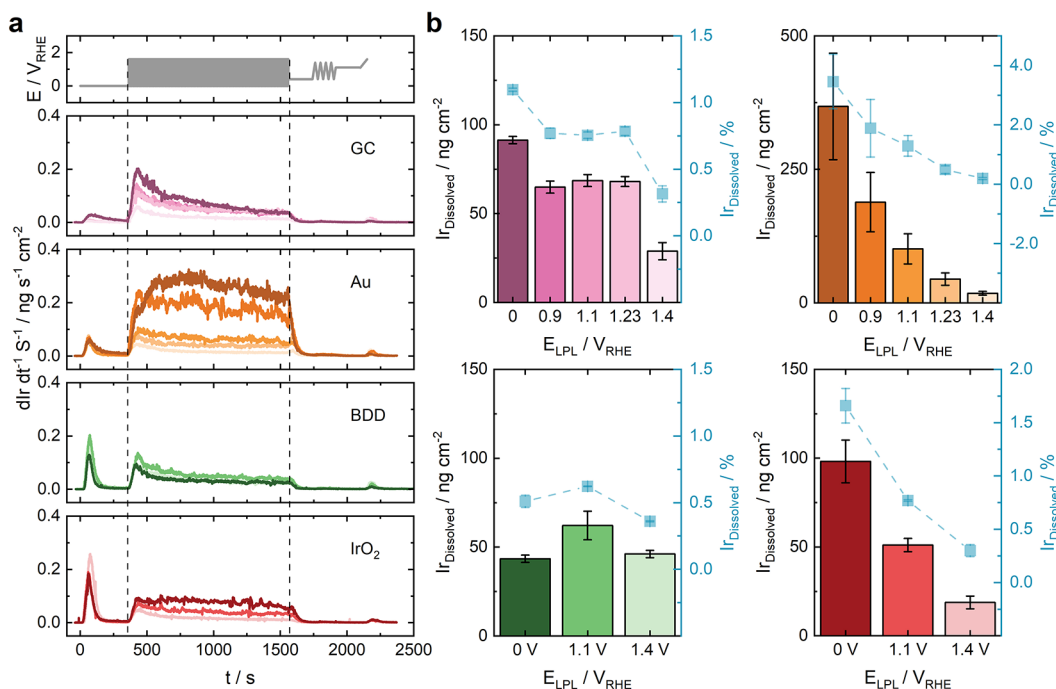 a
E / V_RHE
2
0
0.4
GC
0.2
0.0
0.4
Au
0.2
0.0
0.4
BDD
0.2
0.0
0.4
IrO₂
0.2
0.0
dIr dt⁻¹ S⁻¹ / ng s⁻¹ cm⁻²
0 500 1000 1500 2000 2500
t / s
b
Ir_Dissolved / ng cm⁻²
150
100
50
0
0 0.9 1.1 1.23 1.4
E_LPL / V_RHE
1.5
1.0
0.5
0.0
Ir_Dissolved / %
Ir_Dissolved / ng cm⁻²
500
250
0
0 0.9 1.1 1.23 1.4
E_LPL / V_RHE
4.0
2.0
0.0
-2.0
Ir_Dissolved / %
Ir_Dissolved / ng cm⁻²
150
100
50
0
0 V 1.1 V 1.4 V
E_LPL / V_RHE
1.5
1.0
0.5
0.0
Ir_Dissolved / %
Ir_Dissolved / ng cm⁻²
150
100
50
0
0 V 1.1 V 1.4 V
E_LPL / V_RHE
2.0
1.5
1.0
0.5
0.0
Ir_Dissolved / %